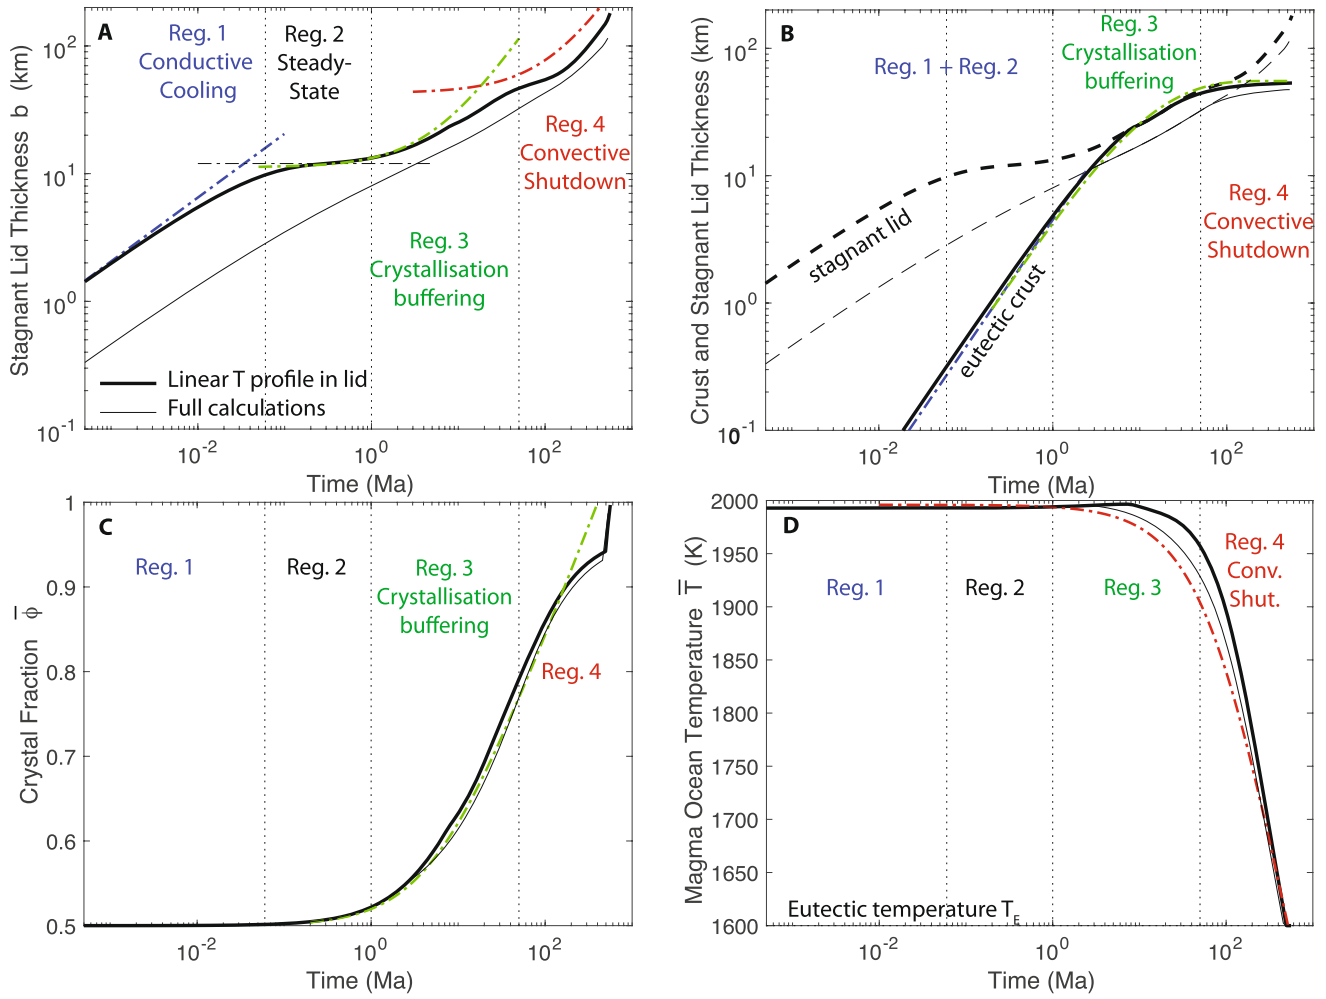 A
Reg. 1
Conductive
Cooling
Reg. 2
Steady-
State
Reg. 3
Crystallisation
buffering
Reg. 4
Convective
Shutdown
Linear T profile in lid
Full calculations
Stagnant Lid Thickness b (km)
10²
10¹
10⁰
10⁻¹
10⁻²
10⁰
10²
Time (Ma)
B
Reg. 1 + Reg. 2
Reg. 3
Crystallisation
buffering
Reg. 4
Convective
Shutdown
stagnant lid
eutectic crust
Crust and Stagnant Lid Thickness (km)
10²
10¹
10⁰
10⁻¹
0
10⁻²
10⁰
10²
Time (Ma)
C
Reg. 1
Reg. 2
Reg. 3
Crystallisation
buffering
Reg. 4
Crystal Fraction ϕ̅
1
0.9
0.8
0.7
0.6
0.5
10⁻²
10⁰
10²
Time (Ma)
D
Reg. 1
Reg. 2
Reg. 3
Reg. 4
Conv.
Shut.
Eutectic temperature T_E
Magma Ocean Temperature T̅ (K)
2000
1950
1900
1850
1800
1750
1700
1650
1600
10⁻²
10⁰
10²
Time (Ma)